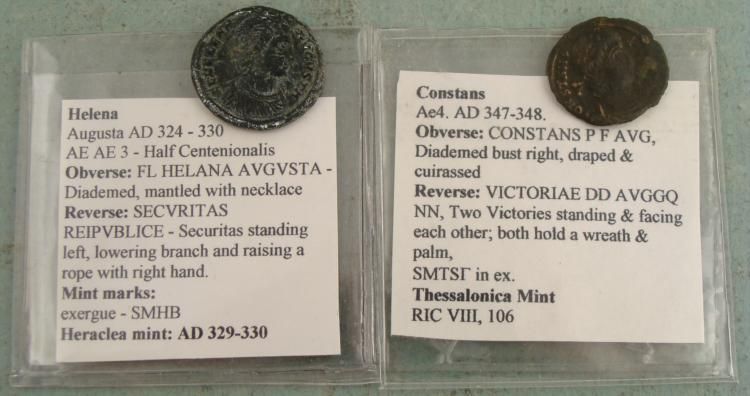 Helena
Augusta AD 324 - 330
AE AE 3 - Half Centenionalis
Obverse: FL HELANA AVGVSTA -
Diademed, mantled with necklace
Reverse: SECVRITAS
REIPVBLICE - Securitas standing
left, lowering branch and raising a
rope with right hand.
Mint marks:
exergue - SMHB
Heraclea mint: AD 329-330
Constans
Ae4. AD 347-348.
Obverse: CONSTANS P F AVG,
Diademed bust right, draped &
cuirassed
Reverse: VICTORIAE DD AVGGQ
NN, Two Victories standing & facing
each other; both hold a wreath &
palm,
SMTSΓ in ex.
Thessalonica Mint
RIC VIII, 106